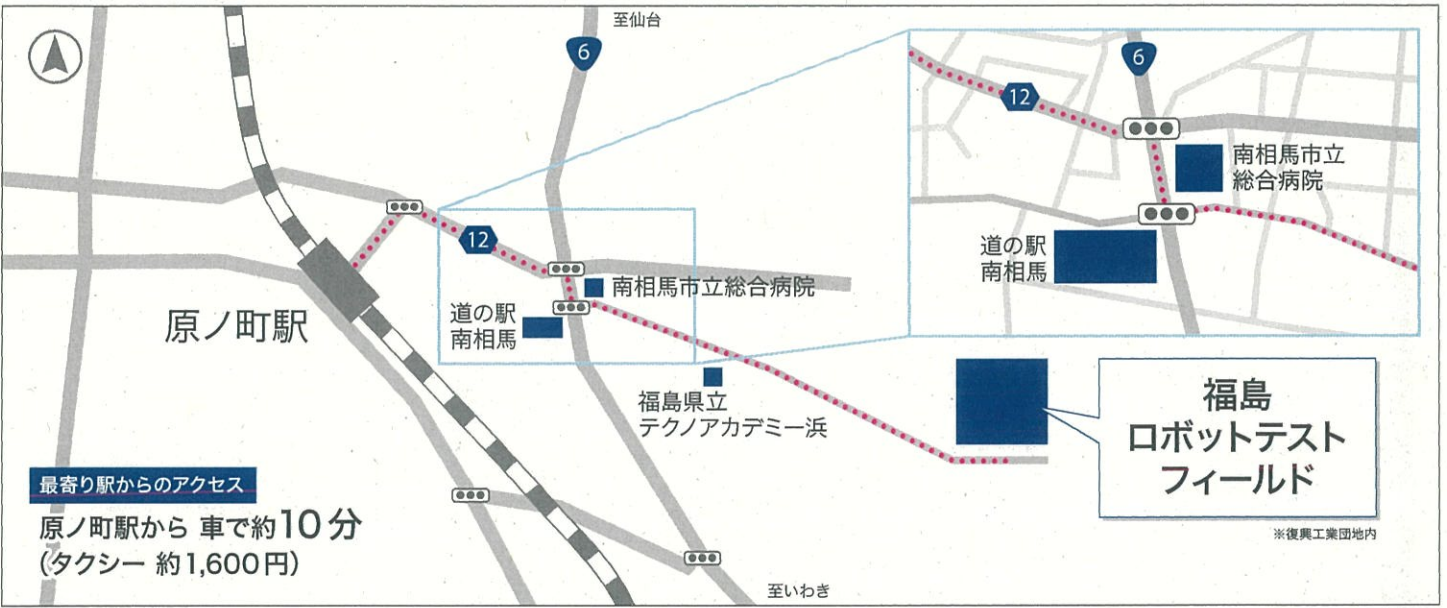 至仙台
6
6
12
南相馬市立
総合病院
道の駅
南相馬
12
南相馬市立総合病院
道の駅
南相馬
原ノ町駅
福島県立
テクノアカデミー浜
福島
ロボットテスト
フィールド
※復興工業団地内
最寄り駅からのアクセス
原ノ町駅から 車で約10分
(タクシー 約1,600円)
至いわき